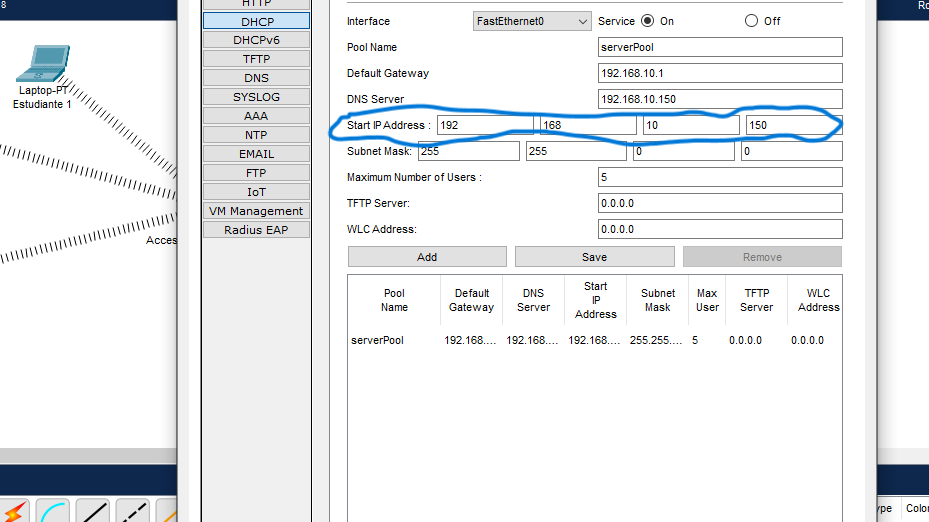 8
Ro
HTTP
DHCP
DHCPv6
TFTP
DNS
SYSLOG
AAA
NTP
EMAIL
FTP
IoT
VM Management
Radius EAP
Laptop-PT
Estudiante 1
Acces
Interface FastEthernet0 Service On Off
Pool Name serverPool
Default Gateway 192.168.10.1
DNS Server 192.168.10.150
Start IP Address : 192 168 10 150
Subnet Mask: 255 255 0 0
Maximum Number of Users : 5
TFTP Server: 0.0.0.0
WLC Address: 0.0.0.0
Add Save Remove
Pool Name Default Gateway DNS Server Start IP Address Subnet Mask Max User TFTP Server WLC Address
serverPool 192.168.... 192.168.... 192.168.... 255.255.... 5 0.0.0.0 0.0.0.0
ype Color